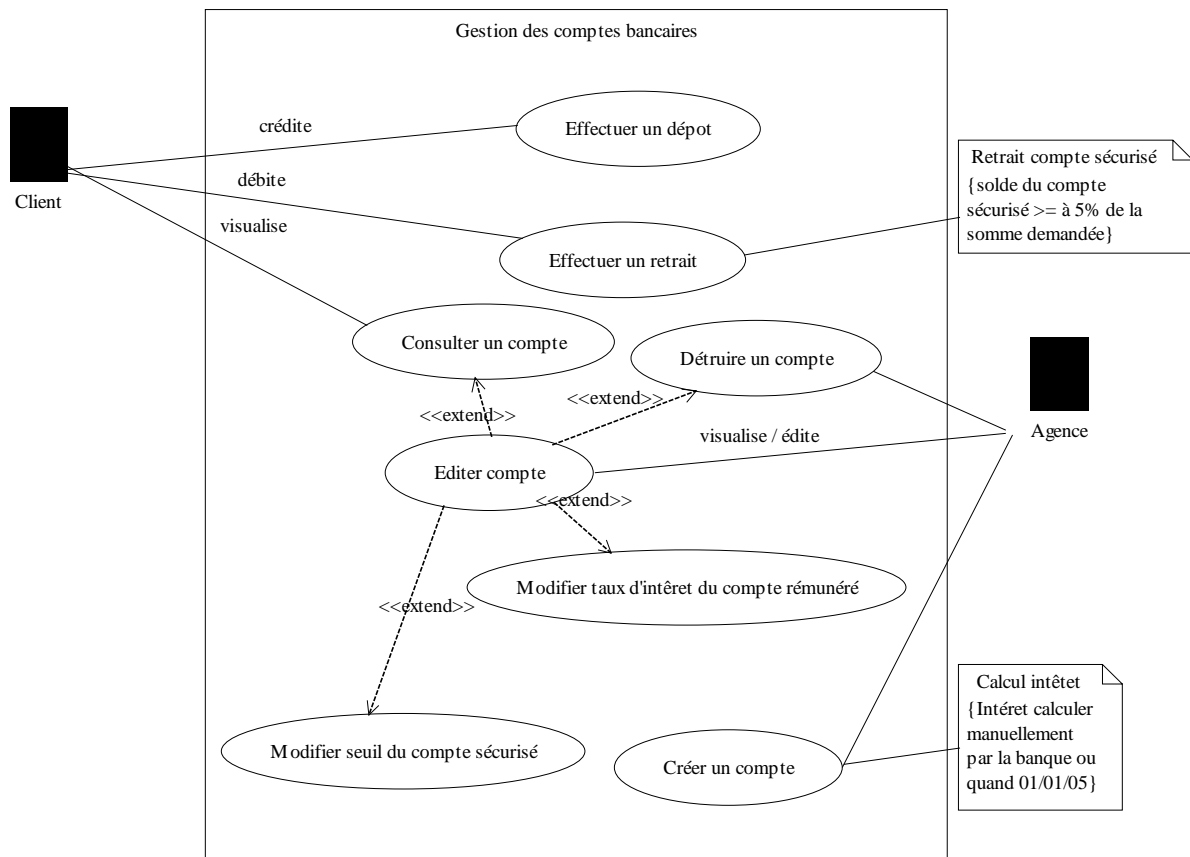 Gestion des comptes bancaires
crédite
Effectuer un dépot
Client
débite
visualise
Effectuer un retrait
Retrait compte sécurisé
{solde du compte
sécurisé >= à 5% de la
somme demandée}
Consulter un compte
Détruire un compte
<<extend>>
<<extend>>
visualise / édite
Agence
Editer compte
<<extend>>
Modifier taux d'intêret du compte rémunéré
<<extend>>
Modifier seuil du compte sécurisé
Créer un compte
Calcul intêtet
{Intéret calculer
manuellement
par la banque ou
quand 01/01/05}